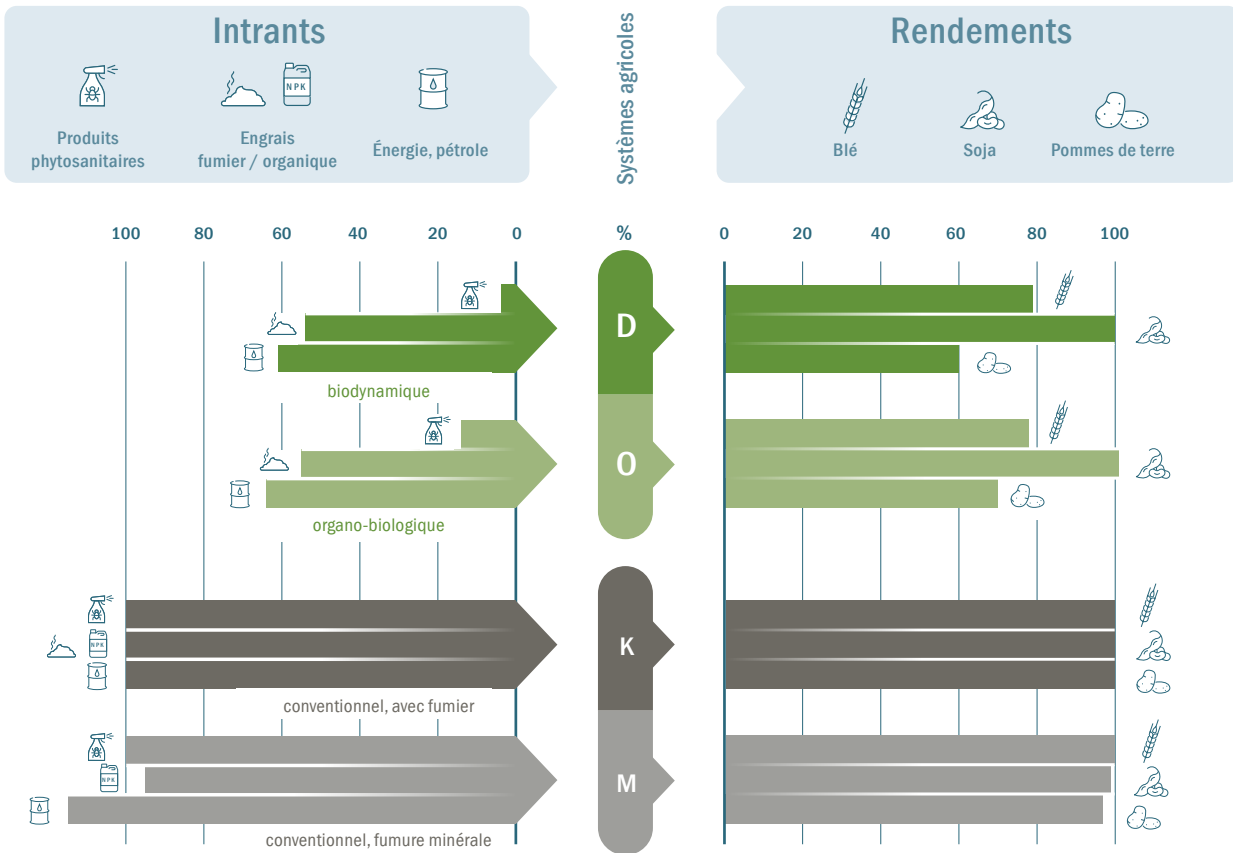 Intrants
NPK
Produits
phytosanitaires
Engrais
fumier / organique
Énergie, pétrole
Systèmes agricoles
Rendements
Blé
Soja
Pommes de terre
100 80 60 40 20 0 % 0 20 40 60 80 100
D
biodynamique
O
organo-biologique
NPK
K
conventionnel, avec fumier
NPK
M
conventionnel, fumure minérale